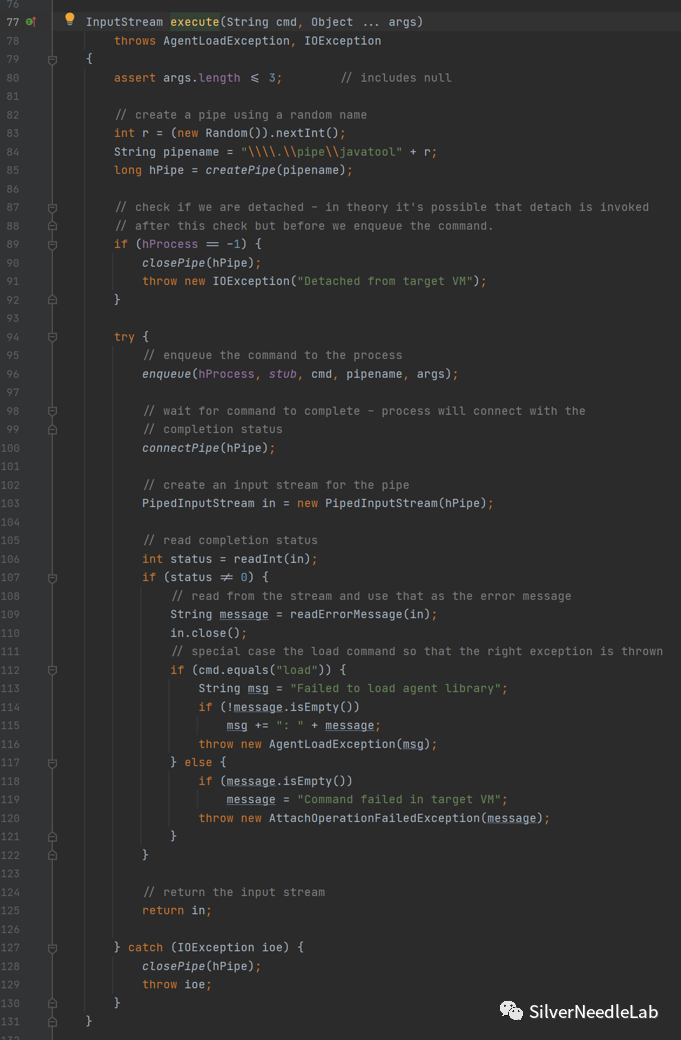 76
77 InputStream execute(String cmd, Object ... args)
78 throws AgentLoadException, IOException
79 {
80 assert args.length <= 3; // includes null
81
82 // create a pipe using a random name
83 int r = (new Random()).nextInt();
84 String pipename = "\\\\.\\pipe\\javatool" + r;
85 long hPipe = createPipe(pipename);
86
87 // check if we are detached - in theory it's possible that detach is invoked
88 // after this check but before we enqueue the command.
89 if (hProcess == -1) {
90 closePipe(hPipe);
91 throw new IOException("Detached from target VM");
92 }
93
94 try {
95 // enqueue the command to the process
96 enqueue(hProcess, stub, cmd, pipename, args);
97
98 // wait for command to complete - process will connect with the
99 // completion status
100 connectPipe(hPipe);
101
102 // create an input stream for the pipe
103 PipedInputStream in = new PipedInputStream(hPipe);
104
105 // read completion status
106 int status = readInt(in);
107 if (status != 0) {
108 // read from the stream and use that as the error message
109 String message = readErrorMessage(in);
110 in.close();
111 // special case the load command so that the right exception is thrown
112 if (cmd.equals("load")) {
113 String msg = "Failed to load agent library";
114 if (!message.isEmpty())
115 msg += ": " + message;
116 throw new AgentLoadException(msg);
117 } else {
118 if (message.isEmpty())
119 message = "Command failed in target VM";
120 throw new AttachOperationFailedException(message);
121 }
122 }
123
124 // return the input stream
125 return in;
126
127 } catch (IOException ioe) {
128 closePipe(hPipe);
129 throw ioe;
130 }
131 }
SilverNeedleLab